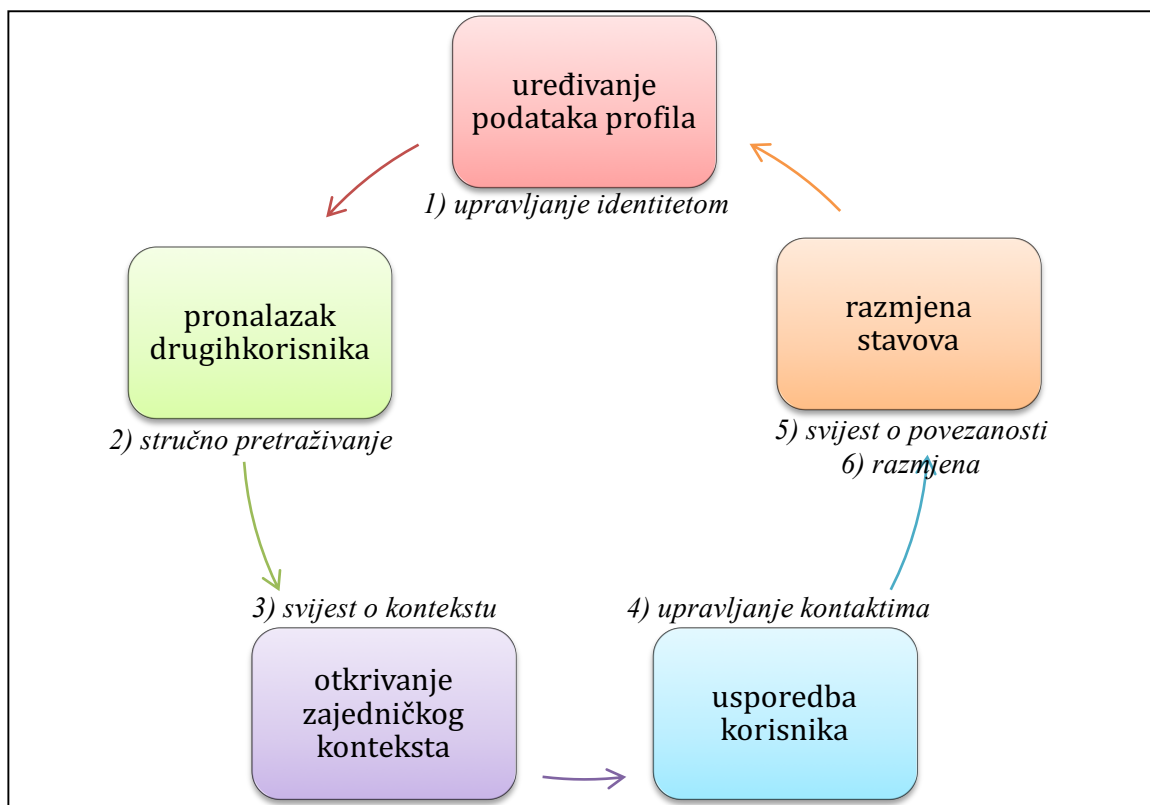 uređivanje
podataka profila
1) upravljanje identitetom
pronalazak
drugihkorisnika
2) stručno pretraživanje
razmjena
stavova
5) svijest o povezanosti
6) razmjena
3) svijest o kontekstu
otkrivanje
zajedničkog
konteksta
4) upravljanje kontaktima
usporedba
korisnika